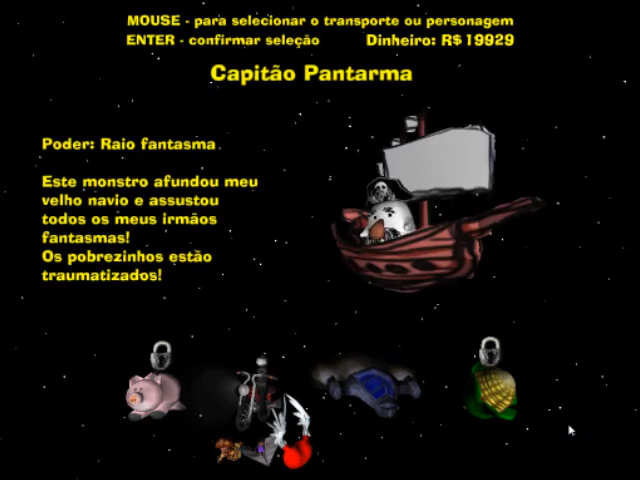 MOUSE - para selecionar o transporte ou personagem
ENTER - confirmar seleção Dinheiro: R$19929
Capitão Pantarma
Poder: Raio fantasma
Este monstro afundou meu
velho navio e assustou
todos os meus irmãos
fantasmas!
Os pobrezinhos estão
traumatizados!